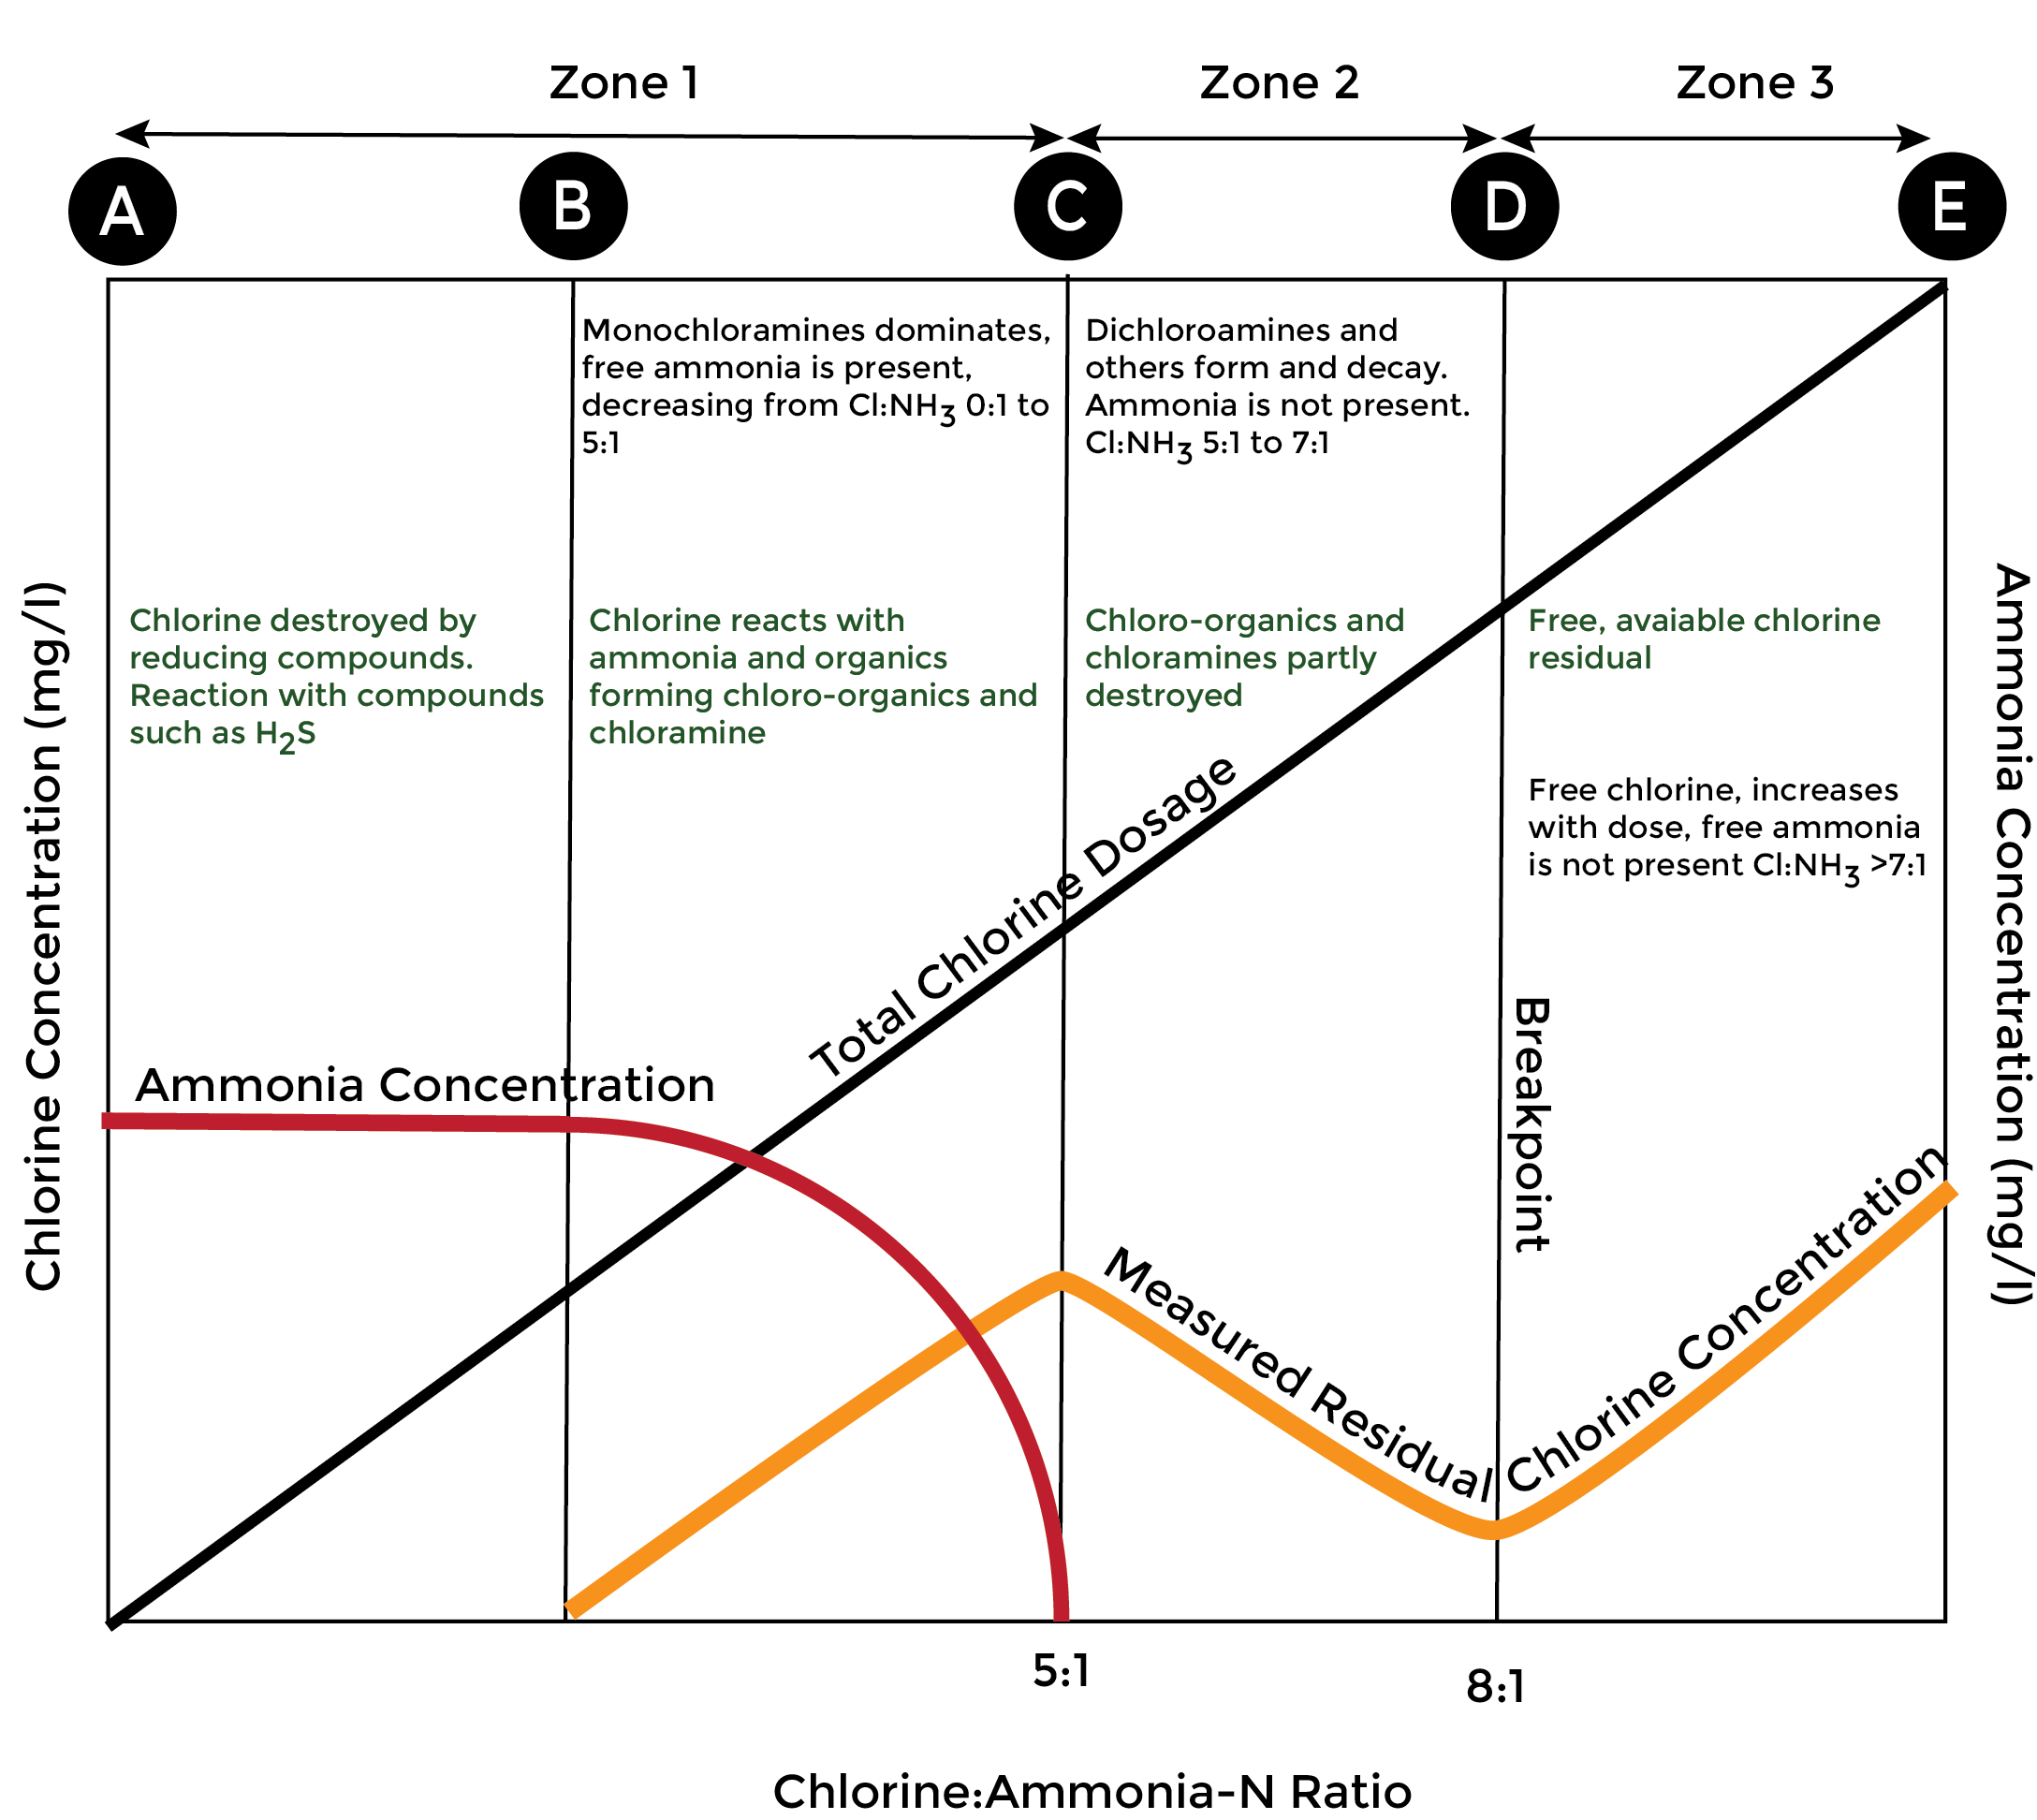 Zone 1
Zone 2
Zone 3
A
B
C
D
E
Monochloramines dominates,
free ammonia is present,
decreasing from Cl:NH3 0:1 to
5:1
Dichloroamines and
others form and decay.
Ammonia is not present.
Cl:NH3 5:1 to 7:1
Chlorine destroyed by
reducing compounds.
Reaction with compounds
such as H2S
Chlorine reacts with
ammonia and organics
forming chloro-organics and
chloramine
Chloro-organics and
chloramines partly
destroyed
Free, avaiable chlorine
residual
Free chlorine, increases
with dose, free ammonia
is not present Cl:NH3 >7:1
Chlorine Concentration (mg/l)
Ammonia Concentration (mg/l)
Total Chlorine Dosage
Ammonia Concentration
Breakpoint
Measured Residual Chlorine Concentration
5:1
8:1
Chlorine:Ammonia-N Ratio